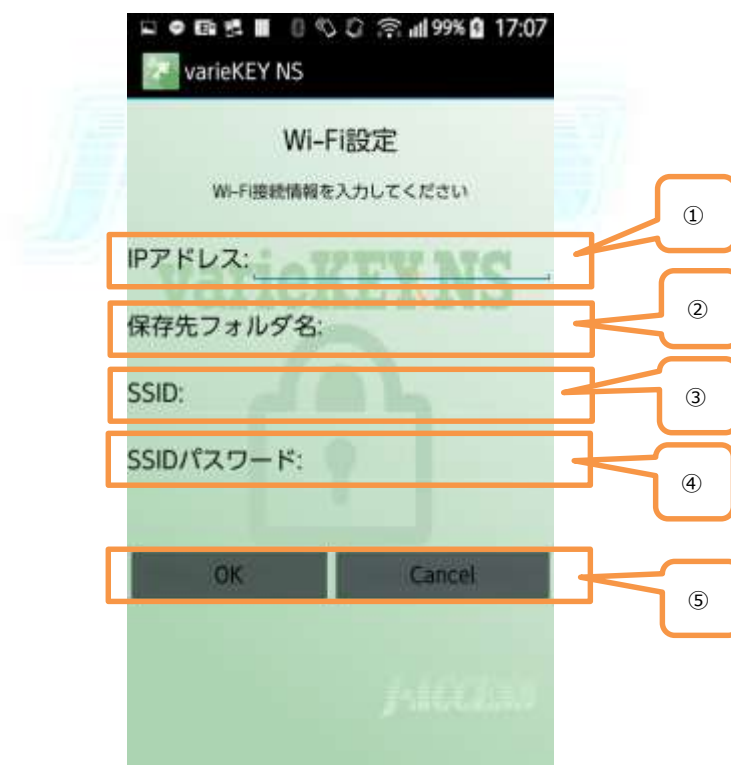 99% 17:07
varieKEY NS
Wi-Fi設定
Wi-Fi接続情報を入力してください
①
IPアドレス:
varieKEY NS
②
保存先フォルダ名:
③
SSID:
④
SSIDパスワード:
OK Cancel
⑤
j-ACCESS